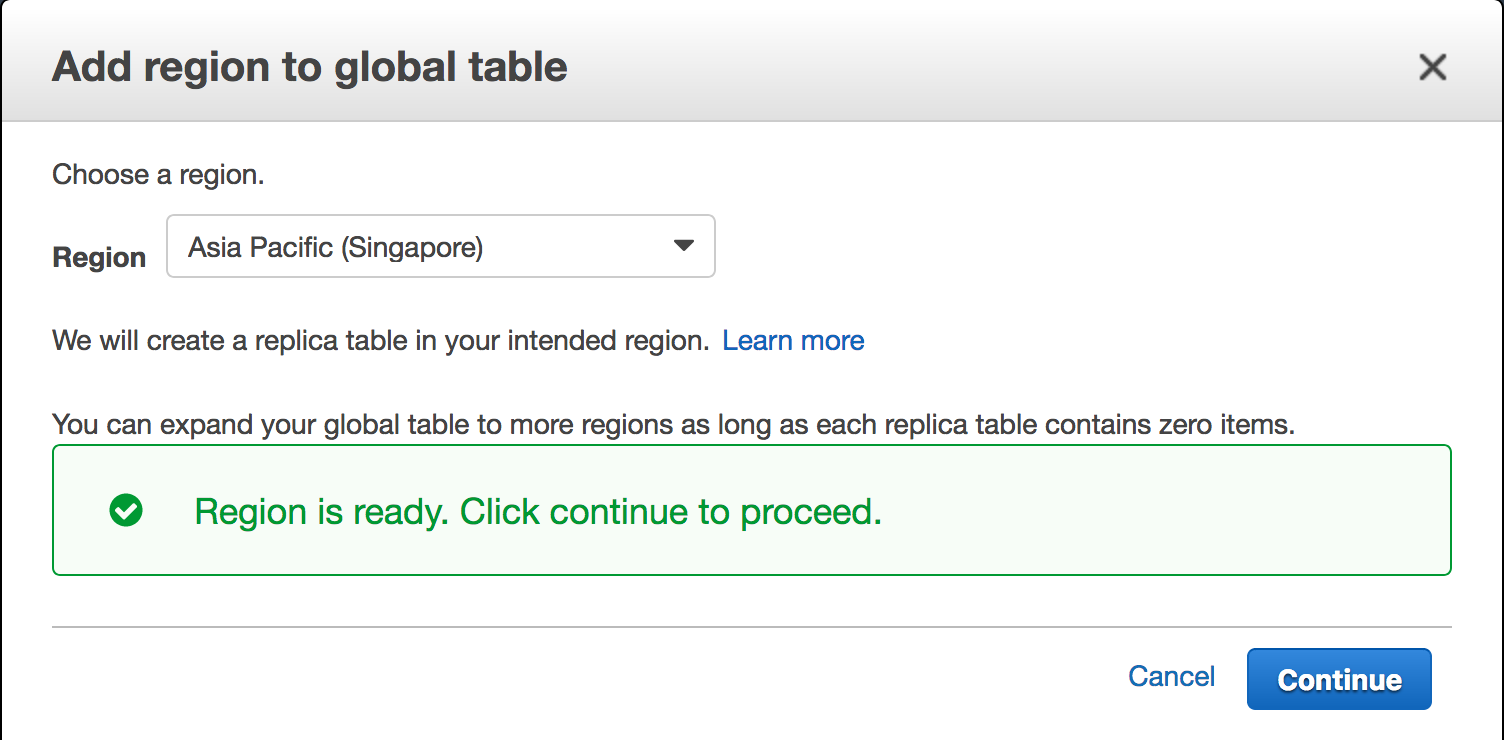 Add region to global table
Choose a region.
Region Asia Pacific (Singapore)
We will create a replica table in your intended region. Learn more
You can expand your global table to more regions as long as each replica table contains zero items.
Region is ready. Click continue to proceed.
Cancel Continue